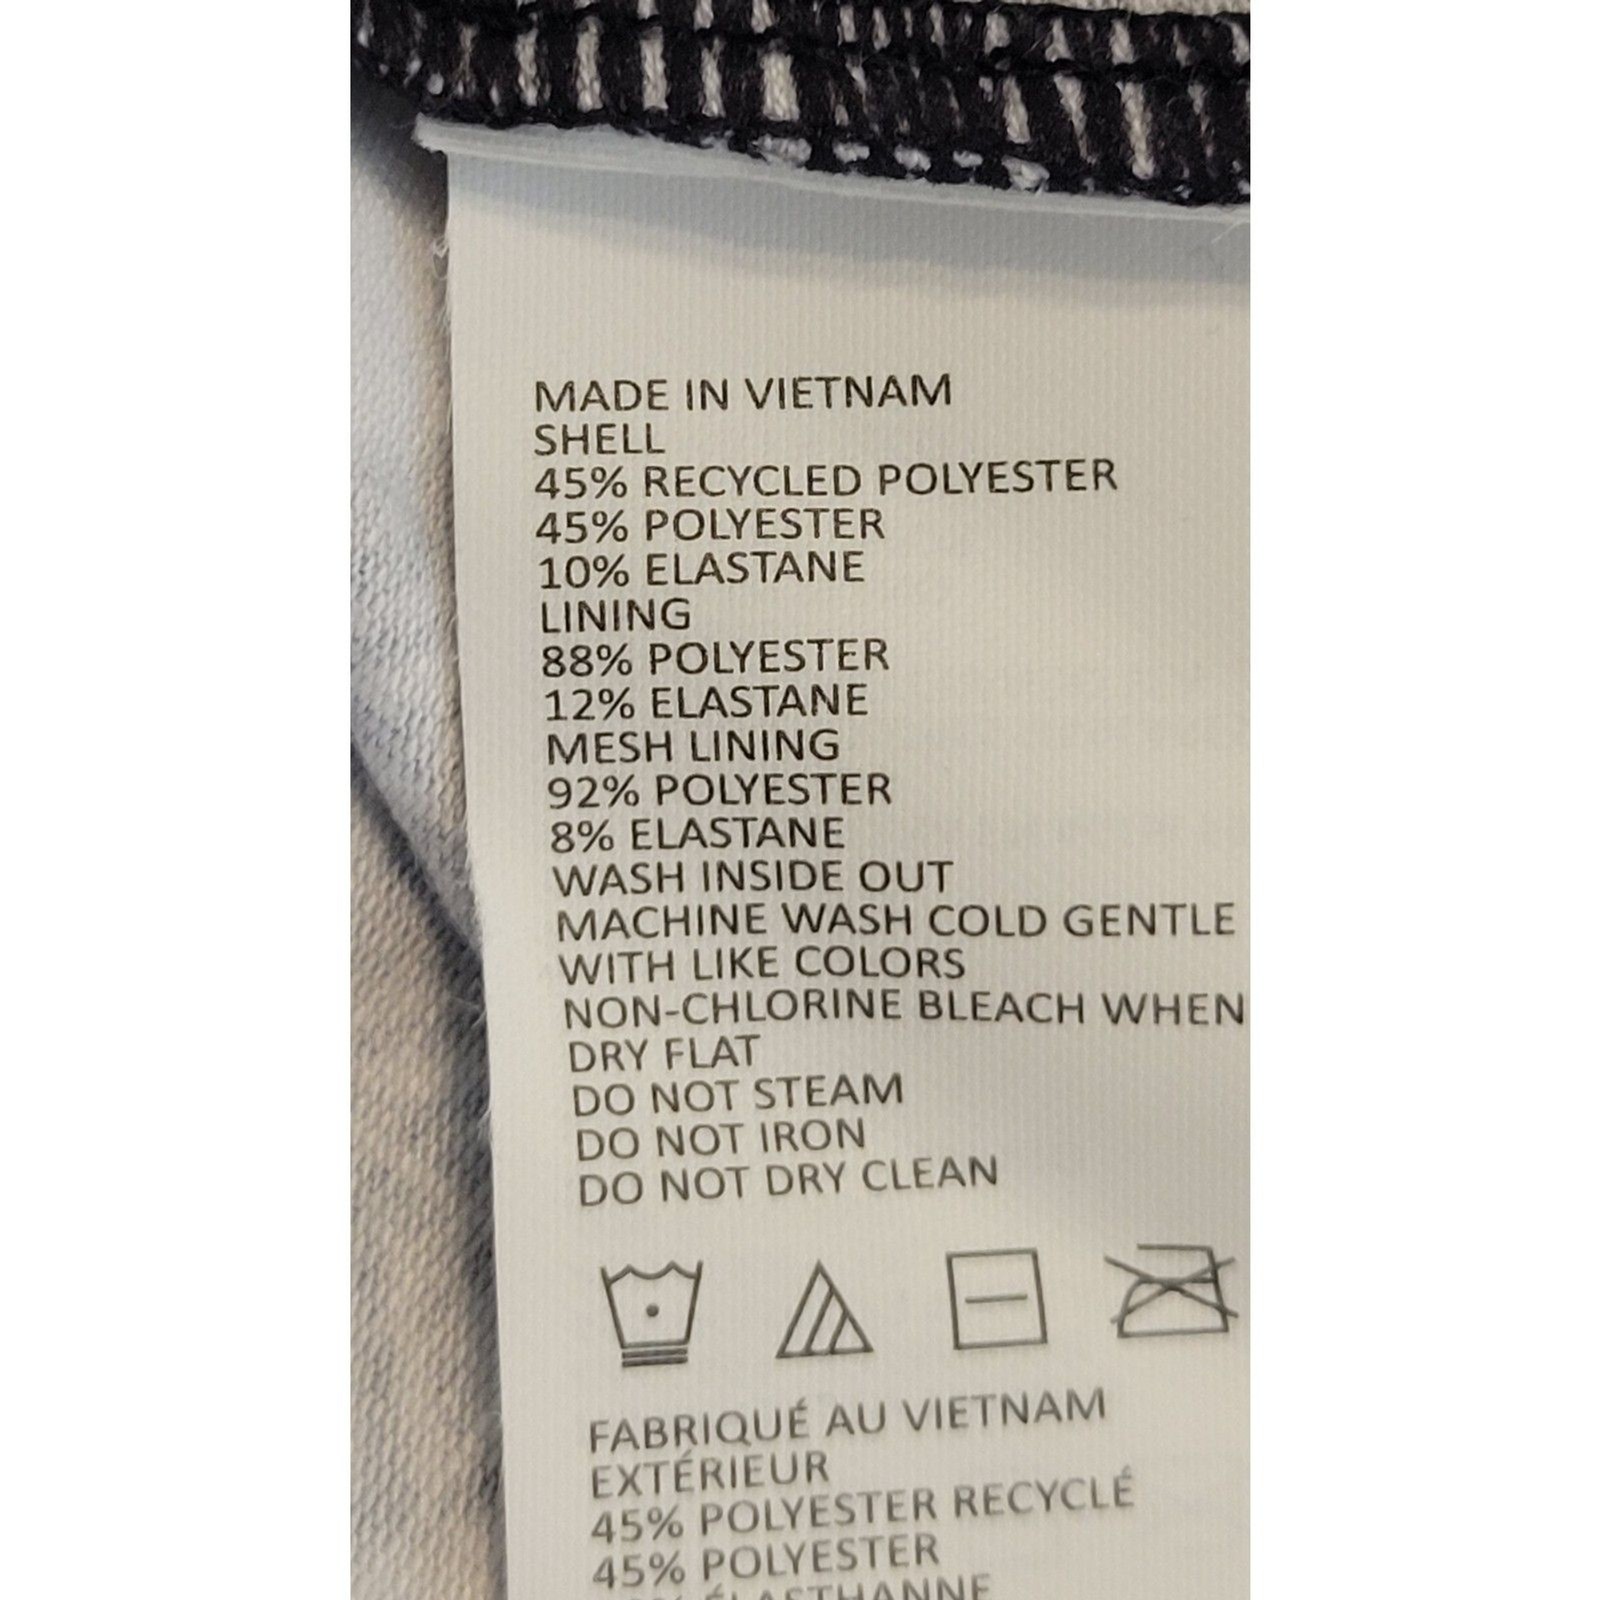 MADE IN VIETNAM
SHELL
45% RECYCLED POLYESTER
45% POLYESTER
10% ELASTANE
LINING
88% POLYESTER
12% ELASTANE
MESH LINING
92% POLYESTER
8% ELASTANE
WASH INSIDE OUT
MACHINE WASH COLD GENTLE
WITH LIKE COLORS
NON-CHLORINE BLEACH WHEN
DRY FLAT
DO NOT STEAM
DO NOT IRON
DO NOT DRY CLEAN
FABRIQUÉ AU VIETNAM
EXTÉRIEUR
45% POLYESTER RECYCLÉ
45% POLYESTER
ÉLASTHANNE